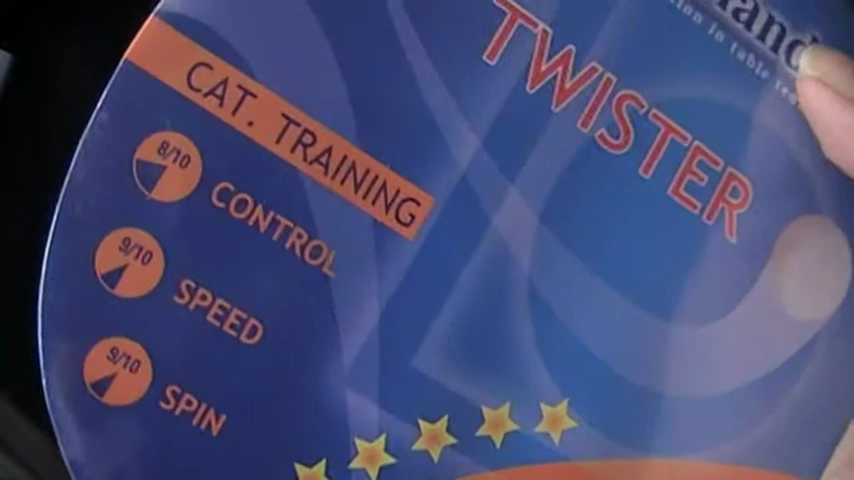 TWISTER
CAT. TRAINING
8/10 CONTROL
9/10 SPEED
9/10 SPIN